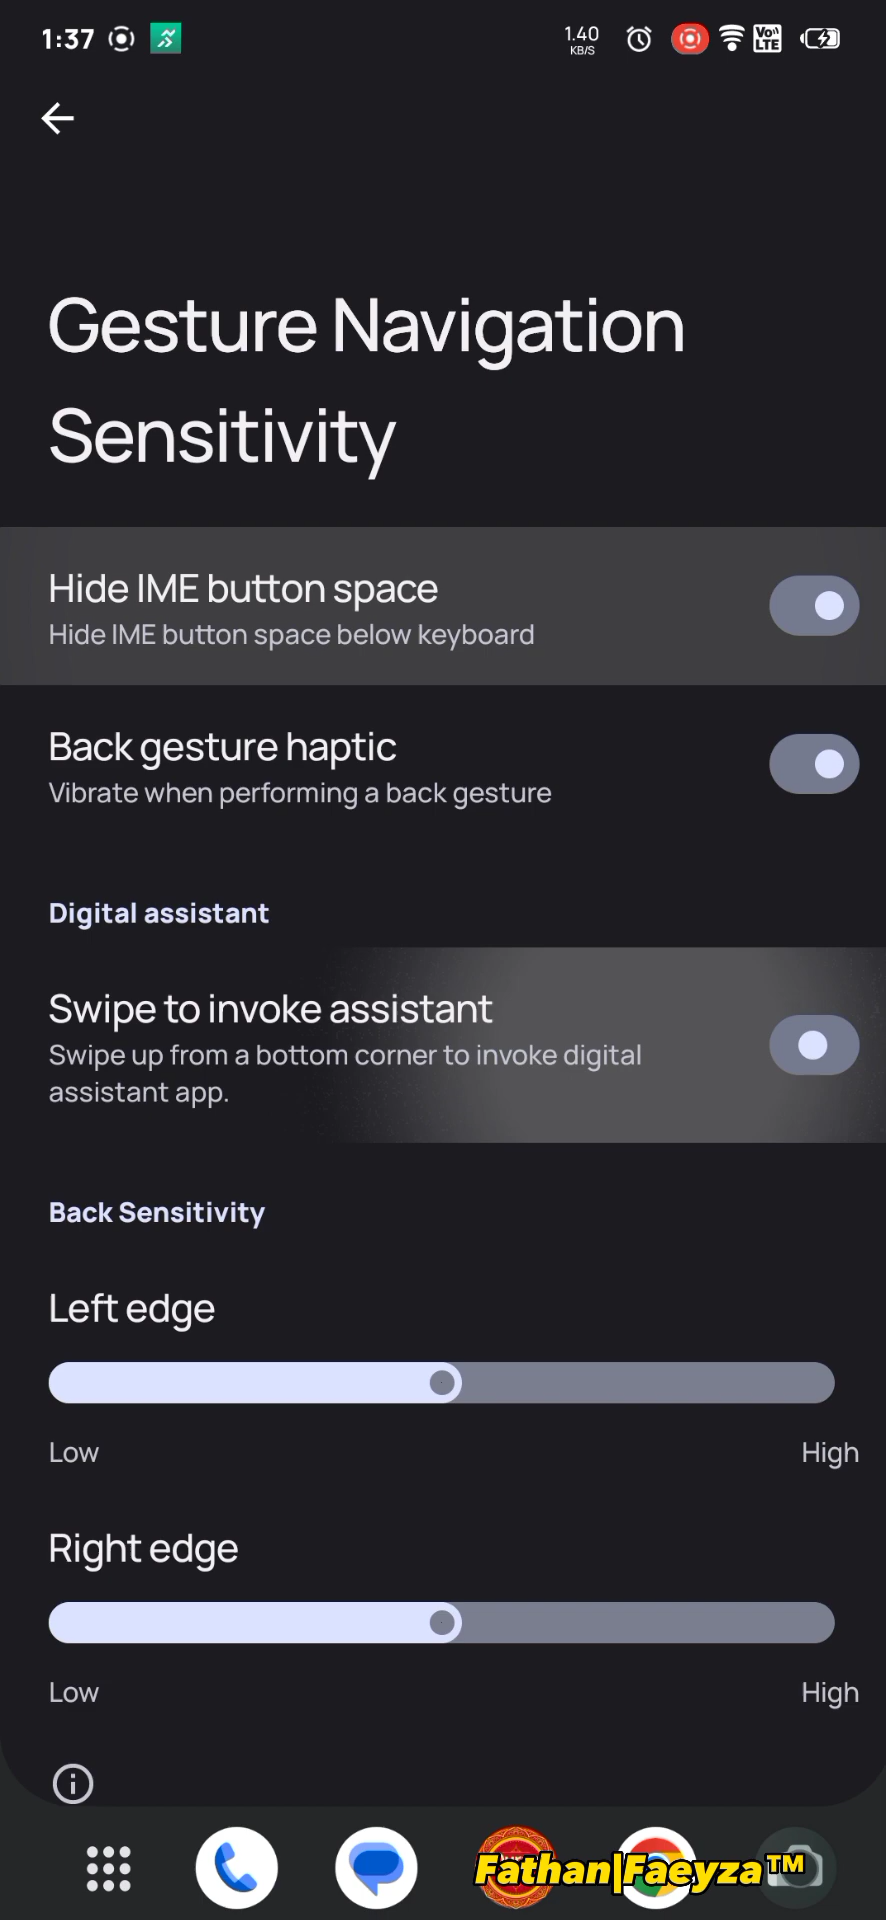 1:37
1.40
KB/S
Vo
LTE
Gesture Navigation
Sensitivity
Hide IME button space
Hide IME button space below keyboard
Back gesture haptic
Vibrate when performing a back gesture
Digital assistant
Swipe to invoke assistant
Swipe up from a bottom corner to invoke digital
assistant app.
Back Sensitivity
Left edge
Low High
Right edge
Low High
Fathan|Faeyza™